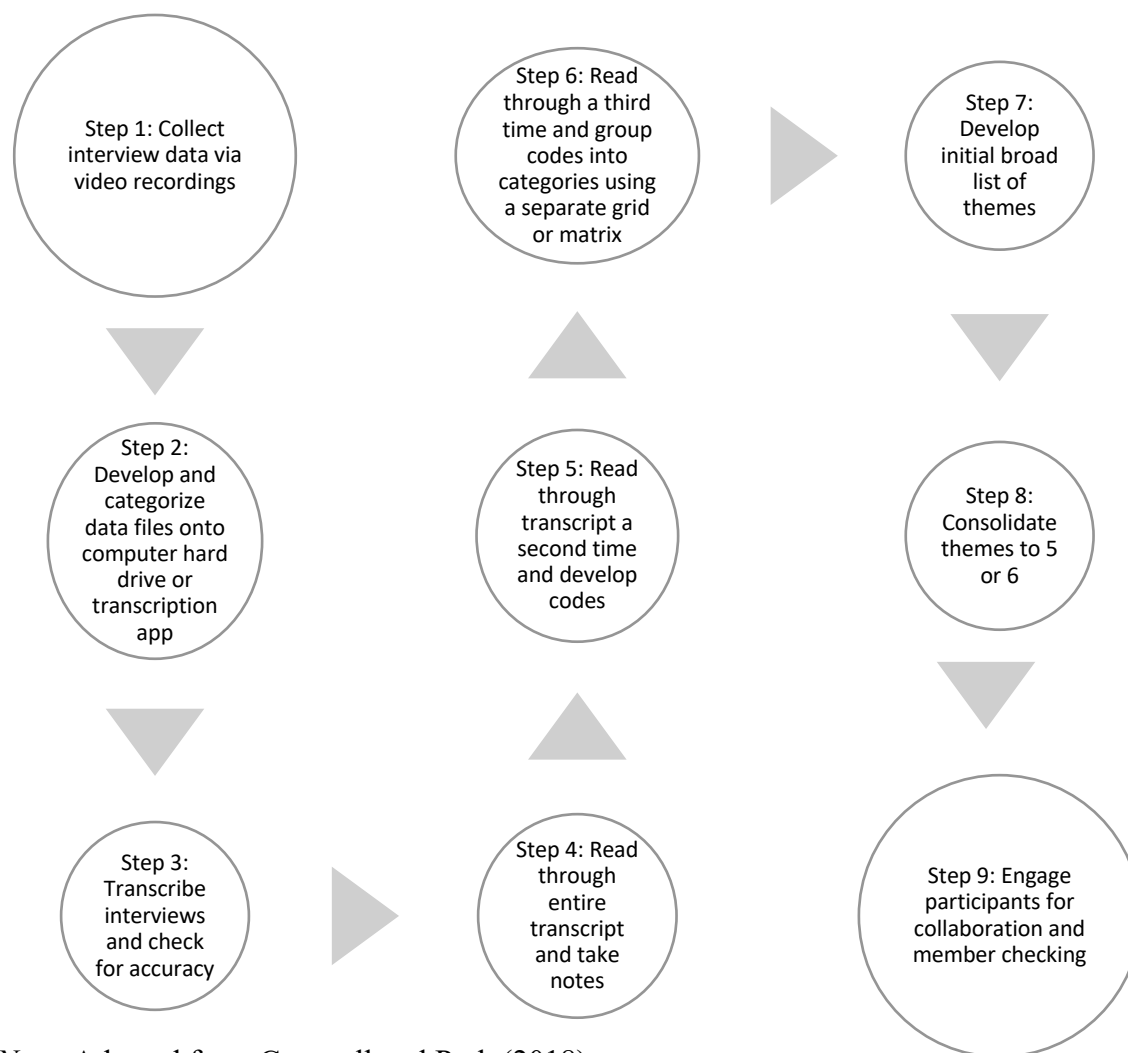 Step 1: Collect
interview data via
video recordings
Step 2:
Develop and
categorize
data files onto
computer hard
drive or
transcription
app
Step 3:
Transcribe
interviews
and check
for accuracy
Step 4: Read
through
entire
transcript
and take
notes
Step 5: Read
through
transcript a
second time
and develop
codes
Step 6: Read
through a third
time and group
codes into
categories using
a separate grid
or matrix
Step 7:
Develop
initial broad
list of
themes
Step 8:
Consolidate
themes to 5
or 6
Step 9: Engage
participants for
collaboration and
member checking